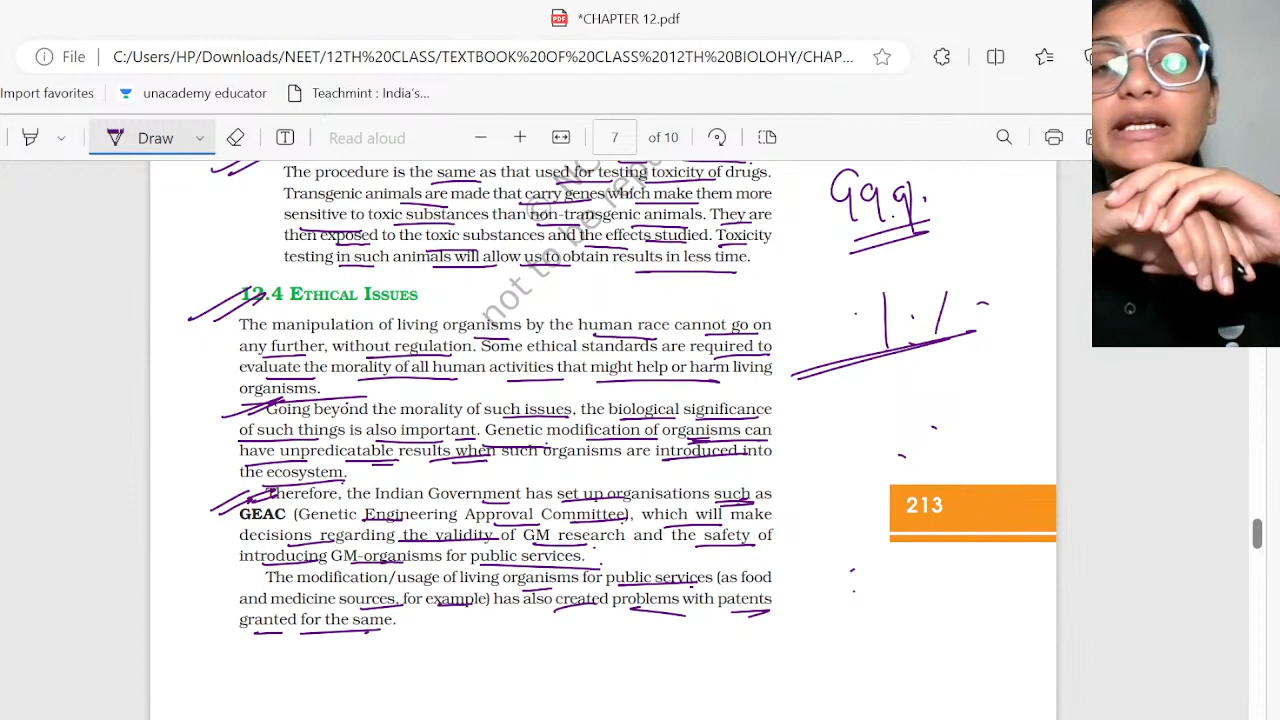 *CHAPTER 12.pdf
File C:/Users/HP/Downloads/NEET/12TH%20CLASS/TEXTBOOK%20OF%20CLASS%2012TH%20BIOLOHY/CHAP...
Import favorites unacademy educator Teachmint : India's...
Draw Read aloud 7 of 10
The procedure is the same as that used for testing toxicity of drugs.
Transgenic animals are made that carry genes which make them more
sensitive to toxic substances than non-transgenic animals. They are
then exposed to the toxic substances and the effects studied. Toxicity
testing in such animals will allow us to obtain results in less time.
not to be
12.4 ETHICAL ISSUES
The manipulation of living organisms by the human race cannot go on
any further, without regulation. Some ethical standards are required to
evaluate the morality of all human activities that might help or harm living
organisms.
Going beyond the morality of such issues, the biological significance
of such things is also important. Genetic modification of organisms can
have unpredicatable results when such organisms are introduced into
the ecosystem.
Therefore, the Indian Government has set up organisations such as
GEAC (Genetic Engineering Approval Committee), which will make
decisions regarding the validity of GM research and the safety of
introducing GM-organisms for public services.
The modification/usage of living organisms for public services (as food
and medicine sources, for example) has also created problems with patents
granted for the same.
99.9.
213